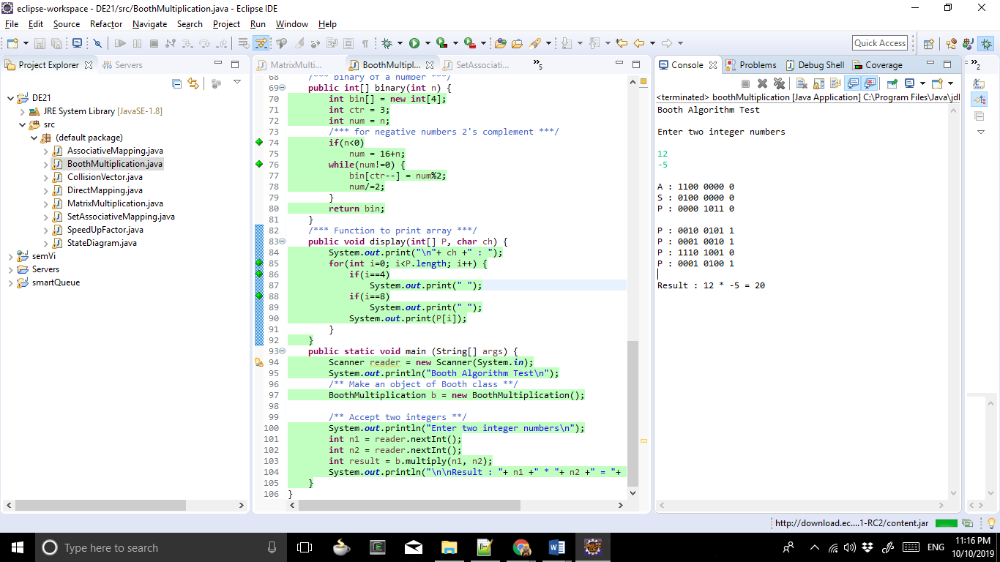 eclipse-workspace - DE21/src/BoothMultiplication.java - Eclipse IDE
File Edit Source Refactor Navigate Search Project Run Window Help
Quick Access
Project Explorer Servers
DE21
JRE System Library [JavaSE-1.8]
src
(default package)
AssociativeMapping.java
BoothMultiplication.java
CollisionVector.java
DirectMapping.java
MatrixMultiplication.java
SetAssociativeMapping.java
SpeedUpFactor.java
StateDiagram.java
semVi
Servers
smartQueue
MatrixMulti... BoothMultipl... SetAssociati... »5
68 /*** binary of a number ***/
69 public int[] binary(int n) {
70 int bin[] = new int[4];
71 int ctr = 3;
72 int num = n;
73 /*** for negative numbers 2's complement ***/
74 if(n<0)
75 num = 16+n;
76 while(num!=0) {
77 bin[ctr--] = num%2;
78 num/=2;
79 }
80 return bin;
81 }
82 /*** Function to print array ***/
83 public void display(int[] P, char ch) {
84 System.out.print("\n"+ ch +" : ");
85 for(int i=0; i<P.length; i++) {
86 if(i==4)
87 System.out.print(" ");
88 if(i==8)
89 System.out.print(" ");
90 System.out.print(P[i]);
91 }
92 }
93 public static void main (String[] args) {
94 Scanner reader = new Scanner(System.in);
95 System.out.println("Booth Algorithm Test\n");
96 /** Make an object of Booth class **/
97 BoothMultiplication b = new BoothMultiplication();
98
99 /** Accept two integers **/
100 System.out.println("Enter two integer numbers\n");
101 int n1 = reader.nextInt();
102 int n2 = reader.nextInt();
103 int result = b.multiply(n1, n2);
104 System.out.println("\n\nResult : "+ n1 +" * "+ n2 +" = "+
105 }
106 }
Console Problems Debug Shell Coverage »2
<terminated> boothMultiplication [Java Application] C:\Program Files\Java\jdl
Booth Algorithm Test
Enter two integer numbers
12
-5
A : 1100 0000 0
S : 0100 0000 0
P : 0000 1011 0
P : 0010 0101 1
P : 0001 0010 1
P : 1110 1001 0
P : 0001 0100 1
Result : 12 * -5 = 20
http://download.ec....1-RC2/content.jar
Type here to search
ENG
11:16 PM
10/10/2019